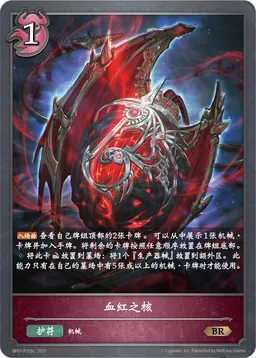 1
入场曲 查看自己牌组顶部的2张卡牌。可以从中展示1张机械·
卡牌并加入手牌。将剩余的卡牌按照任意顺序放置在牌组底部。
将此卡由放置到墓场:将1个『生产器械』放置到额外区。此
能力只有在自己的墓场中有5张或以上的机械·卡牌时才能使用。
血红之核
护符 机械
BR